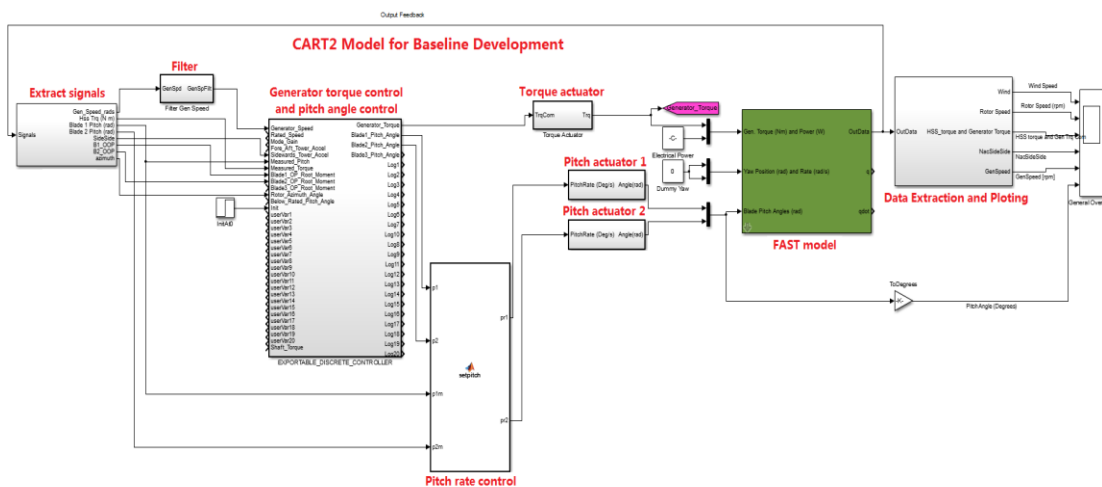 Output Feedback
CART2 Model for Baseline Development
Extract signals
Signals
Gen_Speed_rads
Hss Trq (N m)
Blade 1 Pitch (rad)
Blade 2 Pitch (rad)
SideSide
B1_OOP
B2_OOP
azimuth
Filter
GenSpd GenSpFilt
Filter Gen Speed
InitAt0
Generator torque control
and pitch angle control
Generator_Speed
Rated_Speed
Mode_Gain
Fore_Aft_Tower_Accel
Sidewards_Tower_Accel
Measured_Pitch
Measured_Torque
Blade1_OP_Root_Moment
Blade2_OP_Root_Moment
Blade3_OP_Root_Moment
Rotor_Azimuth_Angle
Below_Rated_Pitch_Angle
Init
userVar1
userVar2
userVar3
userVar4
userVar5
userVar6
userVar7
userVar8
userVar9
userVar10
userVar11
userVar12
userVar13
userVar14
userVar15
userVar16
userVar17
userVar18
userVar19
userVar20
Shaft_Torque
Generator_Torque
Blade1_Pitch_Angle
Blade2_Pitch_Angle
Blade3_Pitch_Angle
Log1
Log2
Log3
Log4
Log5
Log6
Log7
Log8
Log9
Log10
Log11
Log12
Log13
Log14
Log15
Log16
Log17
Log18
Log19
Log20
EXPORTABLE_DISCRETE_CONTROLLER
p1
p2
p1m
p2m
setpitch
pr1
pr2
Pitch rate control
Torque actuator
TrqCom Trq
Torque Actuator
Generator_Torque
-C-
Electrical Power
0
Dummy Yaw
Pitch actuator 1
PitchRate (Deg/s) Angle(rad)
Pitch actuator 2
PitchRate (Deg/s) Angle(rad)
Gen. Torque (Nm) and Power (W)
Yaw Position (rad) and Rate (rad/s)
Blade Pitch Angles (rad)
OutData
q
qdot
FAST model
OutData
Wind
Rotor Speed
HSS_torque and Generator Torque
NacSideSide
GenSpeed
Data Extraction and Ploting
Wind Speed
Rotor Speed (rpm)
HSS torque and Gen Trq
NacSideSide
GenSpeed [rpm]
ToDegrees
-K-
PitchAngle (Degrees)